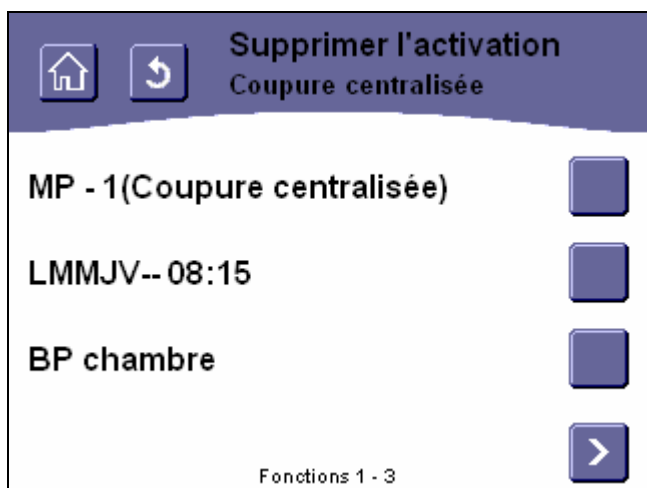 Supprimer l'activation
Coupure centralisée
MP - 1(Coupure centralisée)
LMMJV-- 08:15
BP chambre
Fonctions 1 - 3